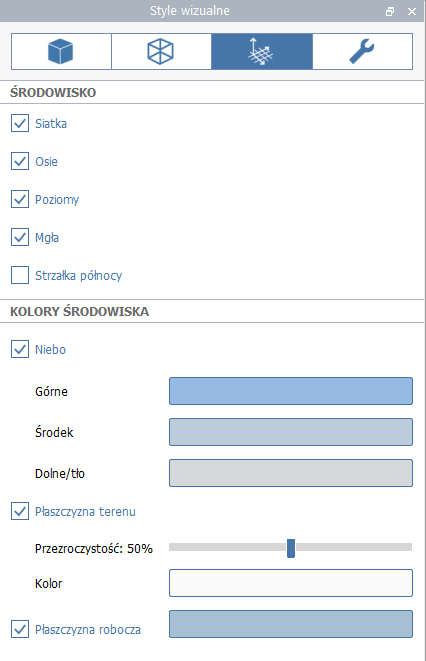 Style wizualne
ŚRODOWISKO
Siatka
Osie
Poziomy
Mgła
Strzałka północy
KOLORY ŚRODOWISKA
Niebo
Górne
Środek
Dolne/tło
Płaszczyzna terenu
Przezroczystość: 50%
Kolor
Płaszczyzna robocza